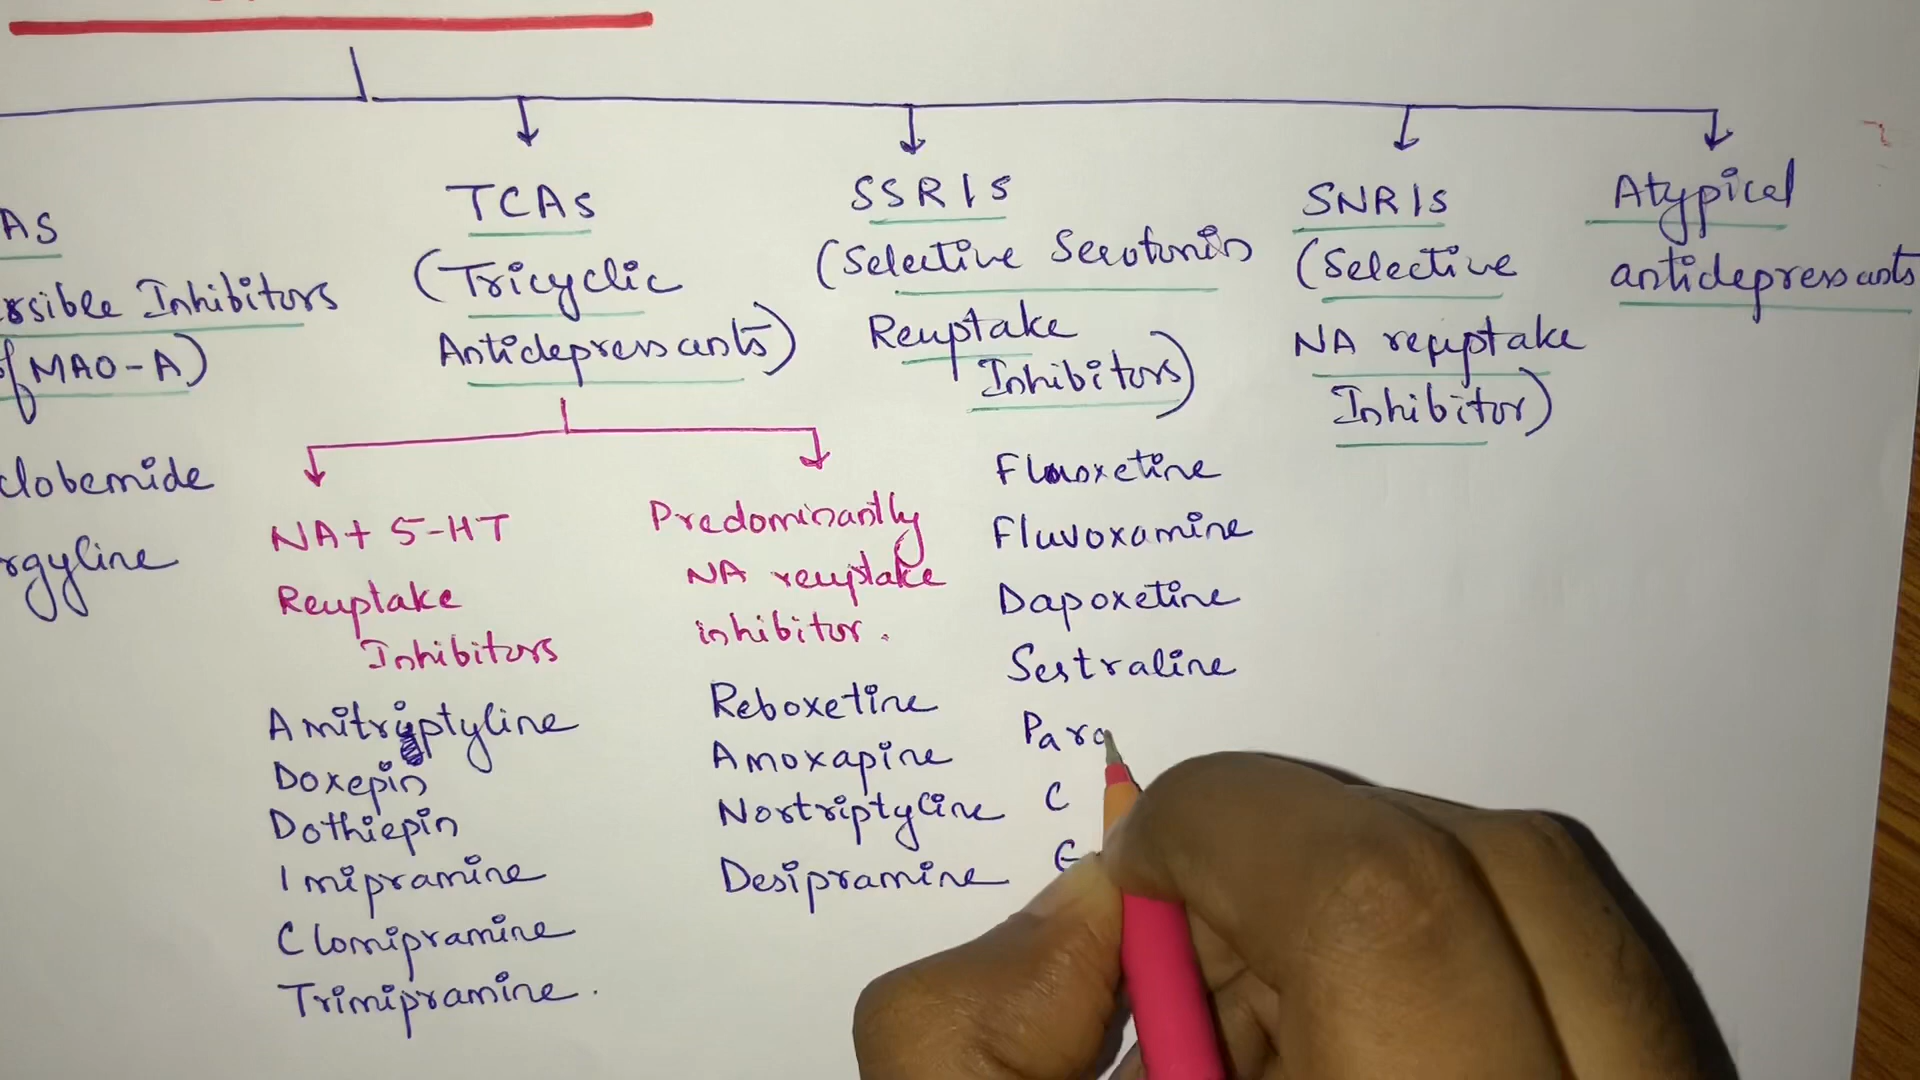 AS
rsible Inhibitors
of MAO-A)
clobemide
rgyline
TCAs
(Tricyclic
Antidepressants)
NA+ 5-HT
Reuptake
Inhibitors
Amitriptyline
Doxepin
Dothiepin
Imipramine
Clomipramine
Trimipramine.
Predominantly
NA reuptake
inhibitor.
Reboxetine
Amoxapine
Nortriptyline
Desipramine
SSRIs
(Selective Serotonin
Reuptake
Inhibitors)
Fluoxetine
Fluvoxamine
Dapoxetine
Sertraline
Paro
C
E
SNRIs
(Selective
NA reuptake
Inhibitor)
Atypical
antidepressants